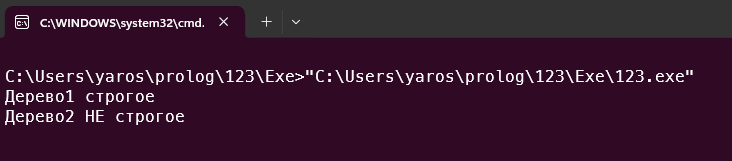 C:\WINDOWS\system32\cmd.
C:\Users\yaros\prolog\123\Exe>"C:\Users\yaros\prolog\123\Exe\123.exe"
Дерево1 строгое
Дерево2 НЕ строгое